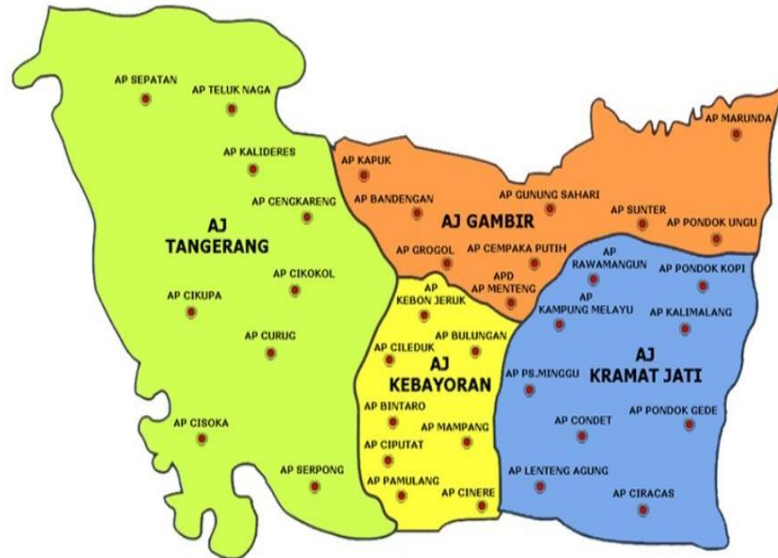 AP SEPATAN
AP TELUK NAGA
AP KALIDERES
AP CENGKARENG
AJ
TANGERANG
AP CIKOKOL
AP CIKUPA
AP CURUG
AP CISOKA
AP SERPONG
AP MARUNDA
AP KAPUK
AP BANDENGAN
AP GUNUNG SAHARI
AJ GAMBIR
AP SUNTER
AP PONDOK UNGU
AP GROGOL
AP CEMPAKA PUTIH
APD
AP MENTENG
AP
KEBON JERUK
AP BULUNGAN
AP CILEDUK
AJ
KEBAYORAN
AP BINTARO
AP MAMPANG
AP CIPUTAT
AP PAMULANG
AP CINERE
AP
RAWAMANGUN
AP PONDOK KOPI
AP
KAMPUNG MELAYU
AP KALIMALANG
AJ
KRAMAT JATI
AP PS.MINGGU
AP CONDET
AP PONDOK GEDE
AP LENTENG AGUNG
AP CIRACAS